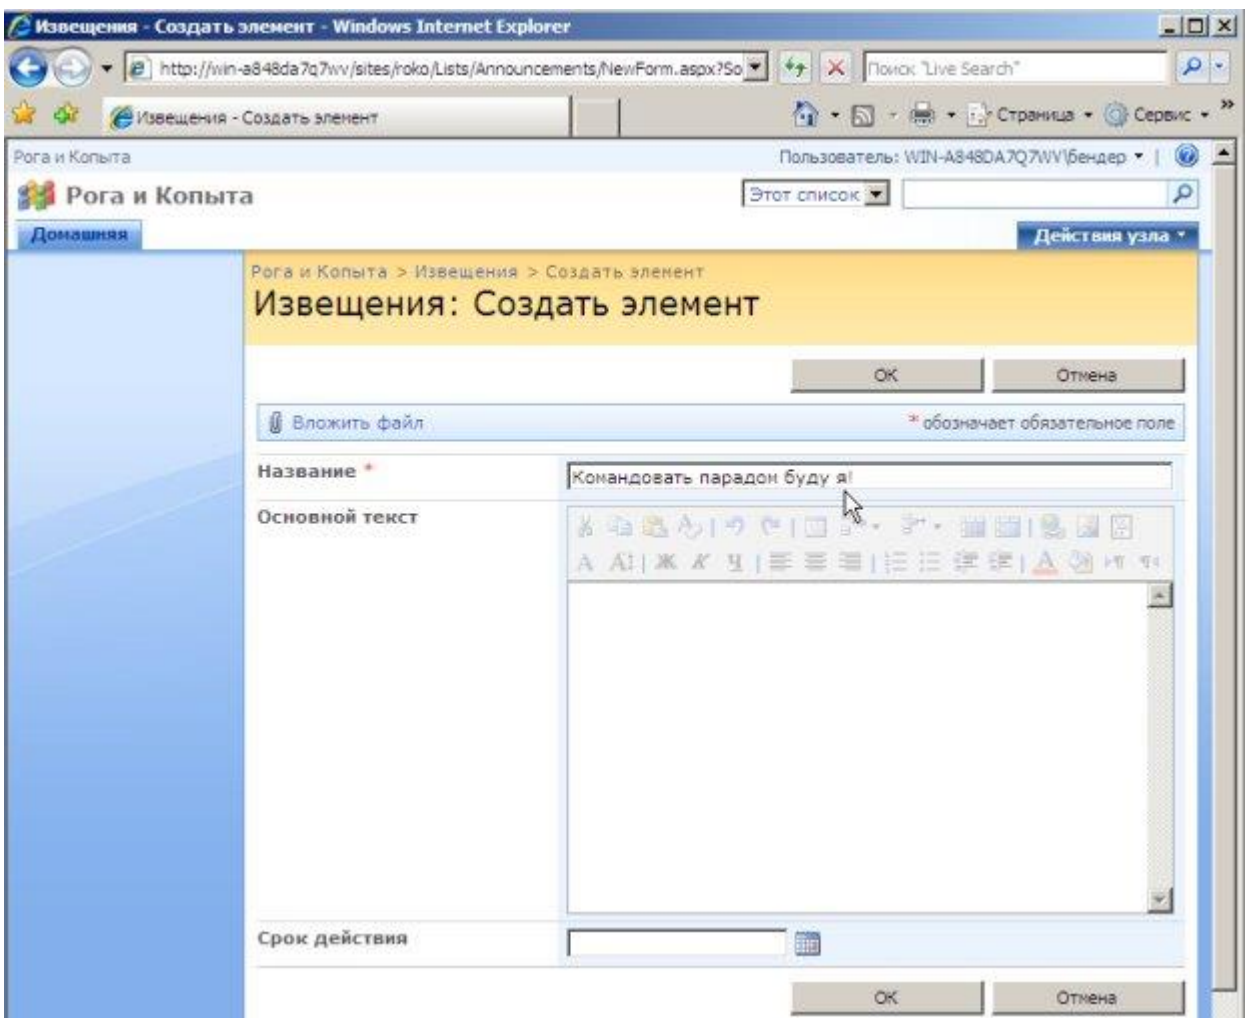 Извещения - Создать элемент - Windows Internet Explorer
http://win-a848da7q7wv/sites/roko/Lists/Announcements/NewForm.aspx?So
Поиск "Live Search"
Извещения - Создать элемент
Страница
Сервис
Рога и Копыта
Пользователь: WIN-A848DA7Q7WV\бендер
Рога и Копыта
Этот список
Домашняя
Действия узла
Рога и Копыта > Извещения > Создать элемент
Извещения: Создать элемент
ОК
Отмена
Вложить файл
* обозначает обязательное поле
Название *
Командовать парадом буду я!
Основной текст
А АІ Ж К Ч А
Срок действия
ОК
Отмена